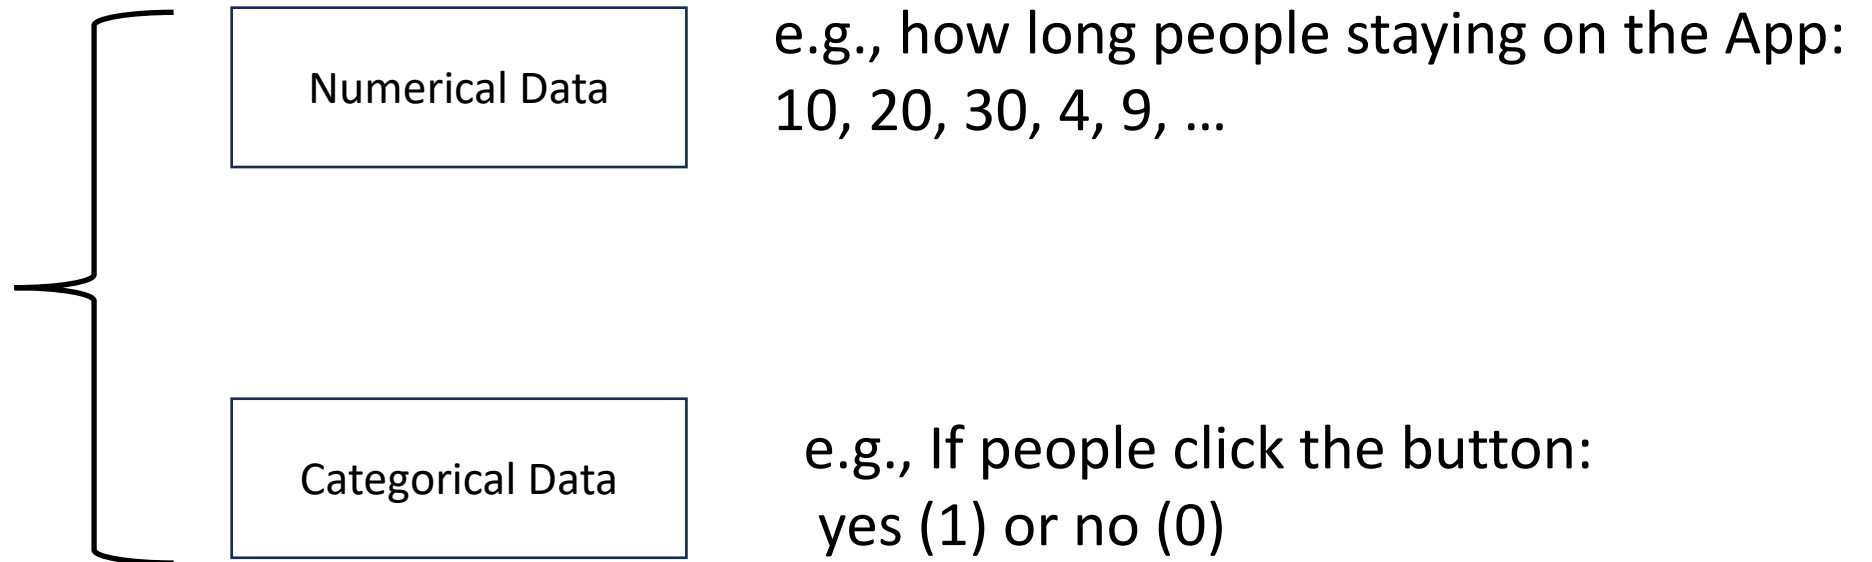 Numerical Data
e.g., how long people staying on the App:
10, 20, 30, 4, 9, …
Categorical Data
e.g., If people click the button:
yes (1) or no (0)